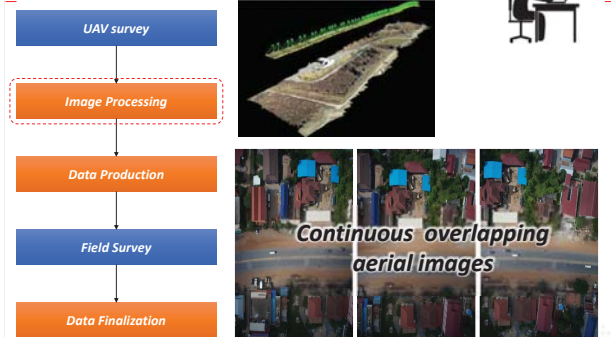 UAV survey
Image Processing
Data Production
Field Survey
Data Finalization
Continuous overlapping
aerial images